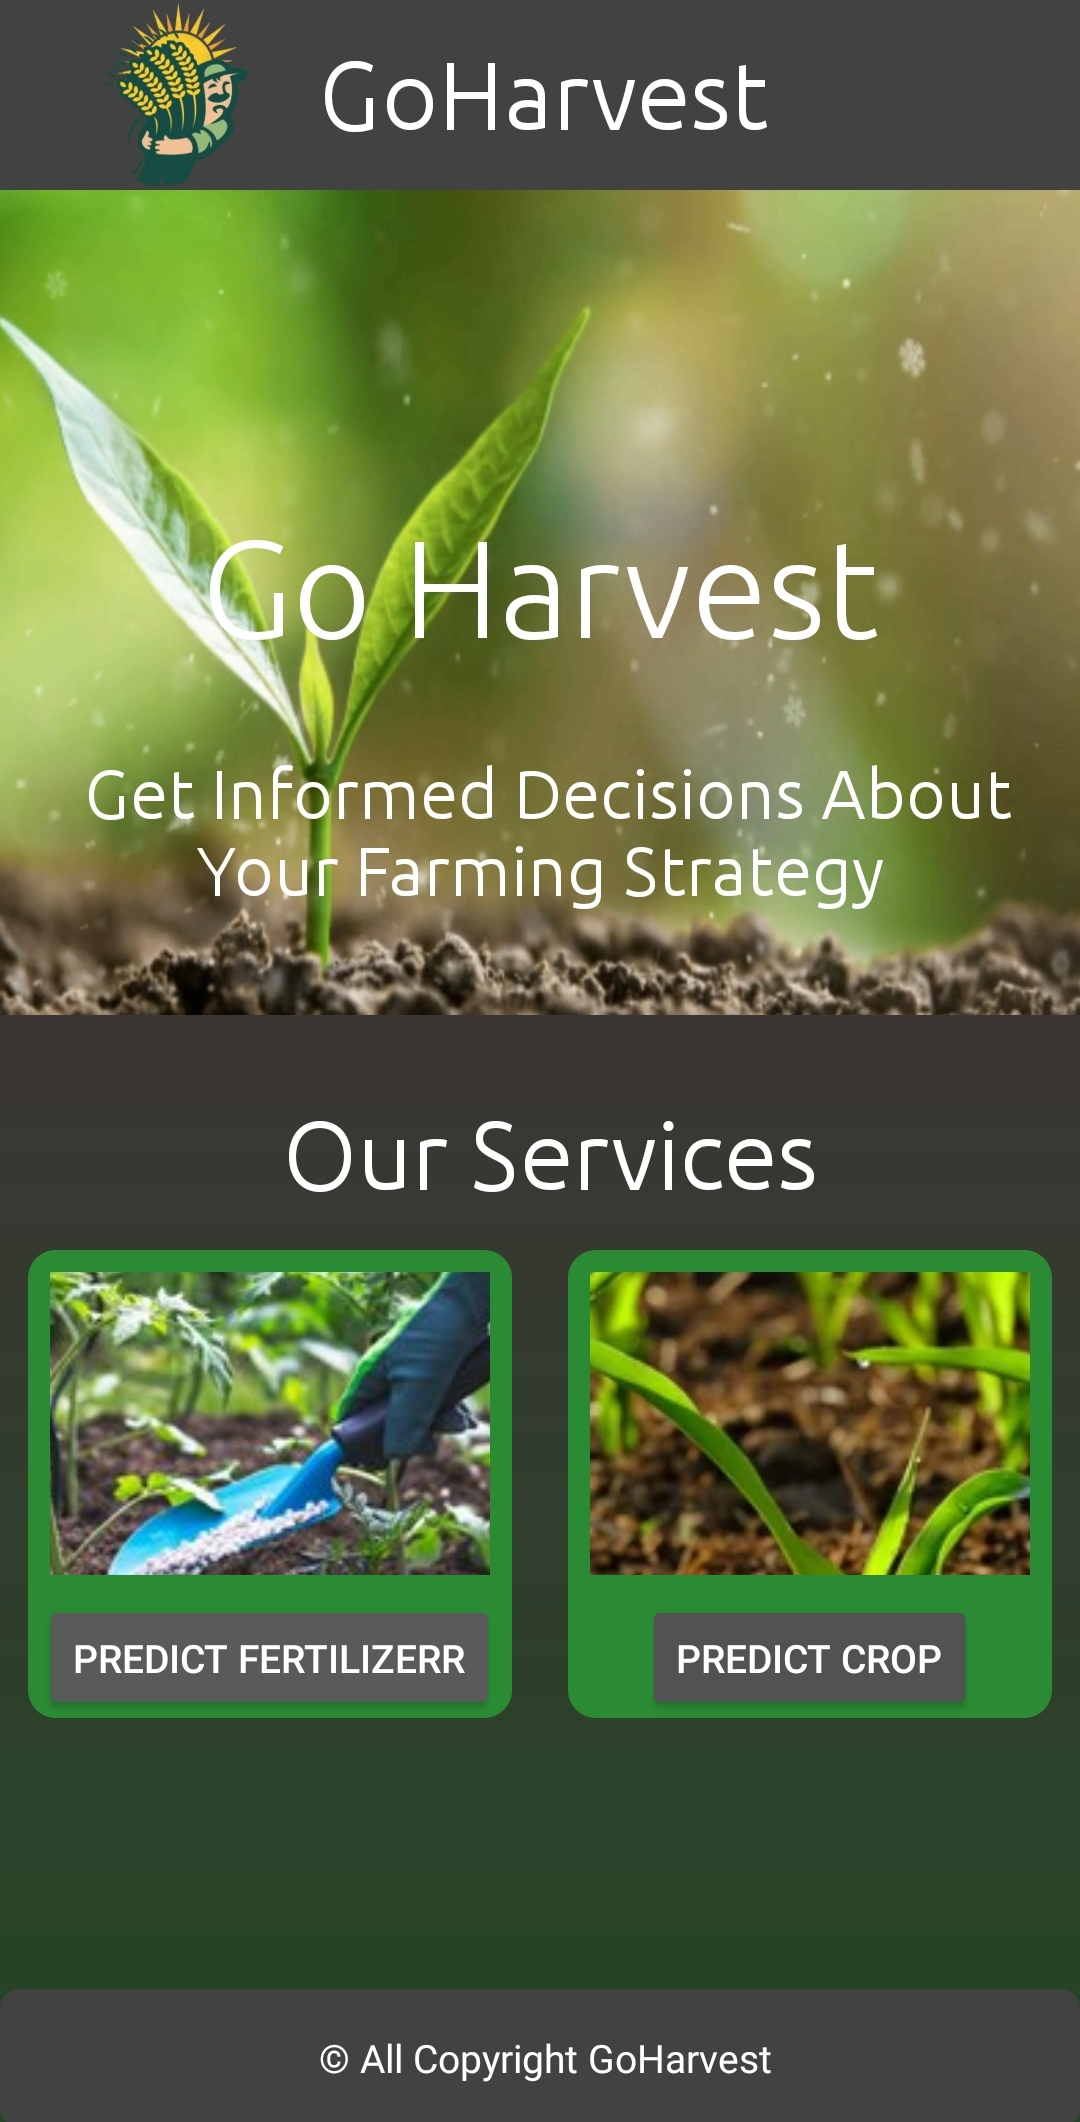 GoHarvest
Go Harvest
Get Informed Decisions About
Your Farming Strategy
Our Services
PREDICT FERTILIZERR
PREDICT CROP
© All Copyright GoHarvest